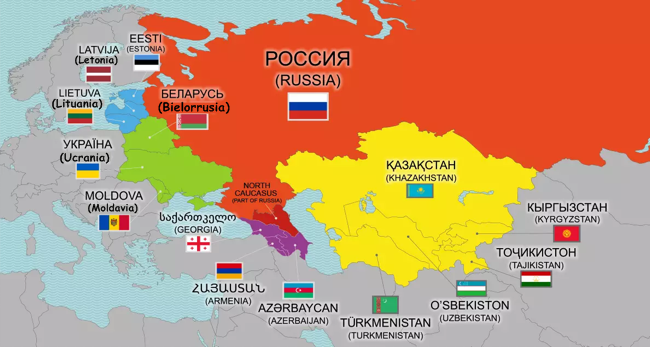 EESTI
(ESTONIA)
LATVIJA
(Letonia)
LIETUVA
(Lituania)
БЕЛАРУСЬ
(Bielorrusia)
РОССИЯ
(RUSSIA)
УКРАЇНА
(Ucrania)
MOLDOVA
(Moldavia)
NORTH
CAUCASUS
(PART OF RUSSIA)
ҚАЗАҚСТАН
(KHAZAKHSTAN)
საქართველო
(GEORGIA)
КЫРГЫЗСТАН
(KYRGYZSTAN)
ТОҶИКИСТОН
(TAJIKISTAN)
ՀԱՅԱՍՏԱՆ
(ARMENIA)
AZƏRBAYCAN
(AZERBAIJAN)
TÜRKMENISTAN
(TURKMENISTAN)
O'SBEKISTON
(UZBEKISTAN)